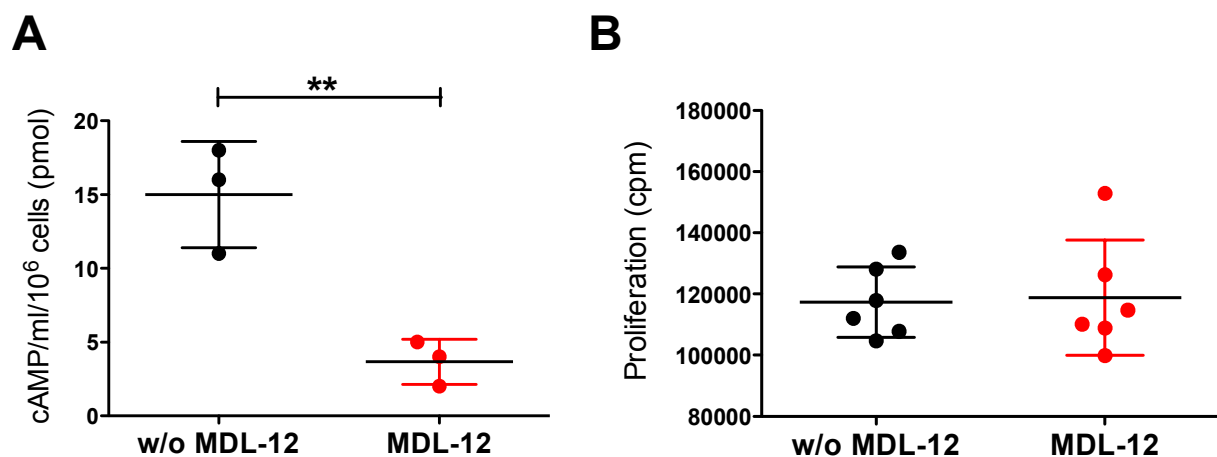 A
cAMP/ml/10⁶ cells (pmol)
**
20
15
10
5
0
w/o MDL-12
MDL-12
B
Proliferation (cpm)
180000
160000
140000
120000
100000
80000
w/o MDL-12
MDL-12